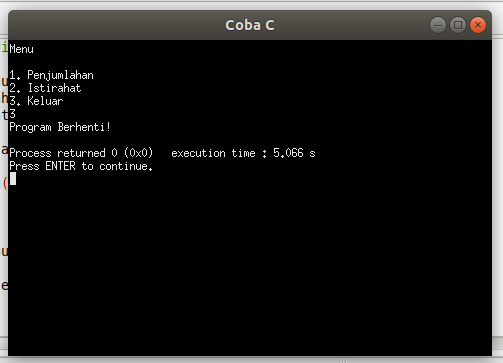 Coba C
Menu
1. Penjumlahan
2. Istirahat
3. Keluar
3
Program Berhenti!
Process returned 0 (0x0)   execution time : 5.066 s
Press ENTER to continue.